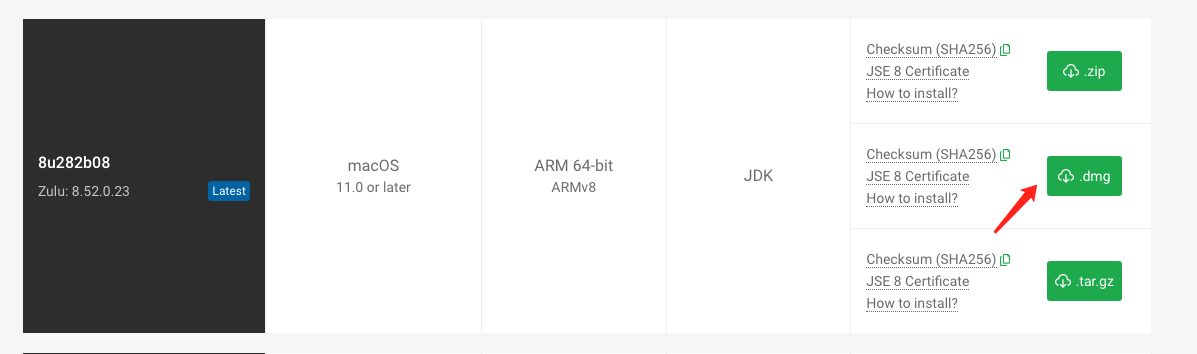 8u282b08
Zulu: 8.52.0.23
Latest
macOS
11.0 or later
ARM 64-bit
ARMv8
JDK
Checksum (SHA256)
JSE 8 Certificate
How to install?
.zip
Checksum (SHA256)
JSE 8 Certificate
How to install?
.dmg
Checksum (SHA256)
JSE 8 Certificate
How to install?
.tar.gz